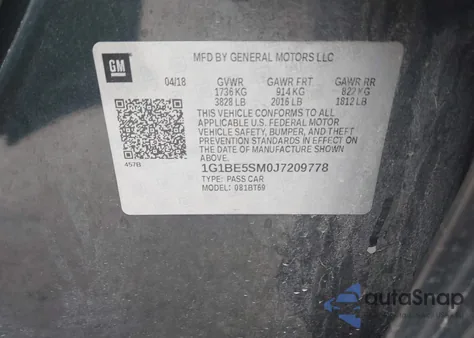 GM
MFD BY GENERAL MOTORS LLC
04/18 GVWR GAWR FRT GAWR RR
1736 KG 914 KG 822 KG
3828 LB 2016 LB 1812 LB
THIS VEHICLE CONFORMS TO ALL
APPLICABLE U.S. FEDERAL MOTOR
VEHICLE SAFETY, BUMPER, AND THEFT
PREVENTION STANDARDS IN EFFECT
ON THE DATE OF MANUFACTURE
SHOWN ABOVE.
457B
1G1BE5SM0J7209778
TYPE: PASS CAR
MODEL: 081BT69
autoSnap